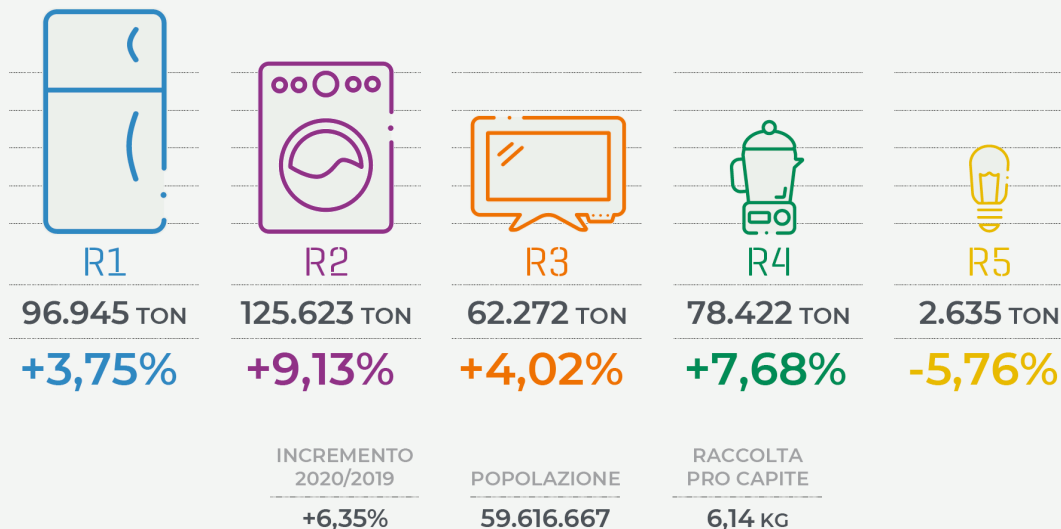 R1 R2 R3 R4 R5
96.945 TON 125.623 TON 62.272 TON 78.422 TON 2.635 TON
+3,75% +9,13% +4,02% +7,68% -5,76%
INCREMENTO
2020/2019
+6,35%
POPOLAZIONE
59.616.667
RACCOLTA
PRO CAPITE
6,14 KG